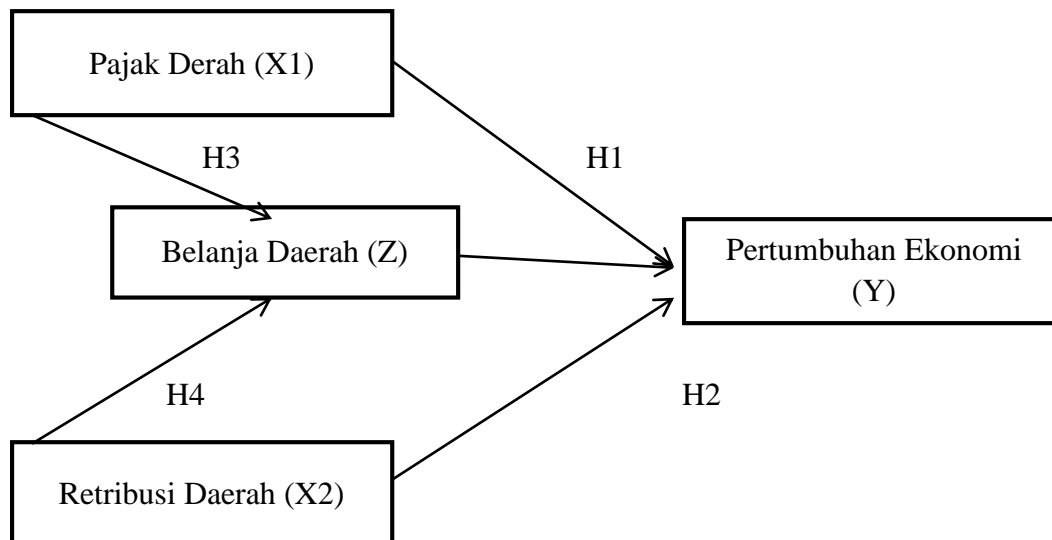 Pajak Derah (X1)
H3
H1
Belanja Daerah (Z)
Pertumbuhan Ekonomi
(Y)
H4
H2
Retribusi Daerah (X2)